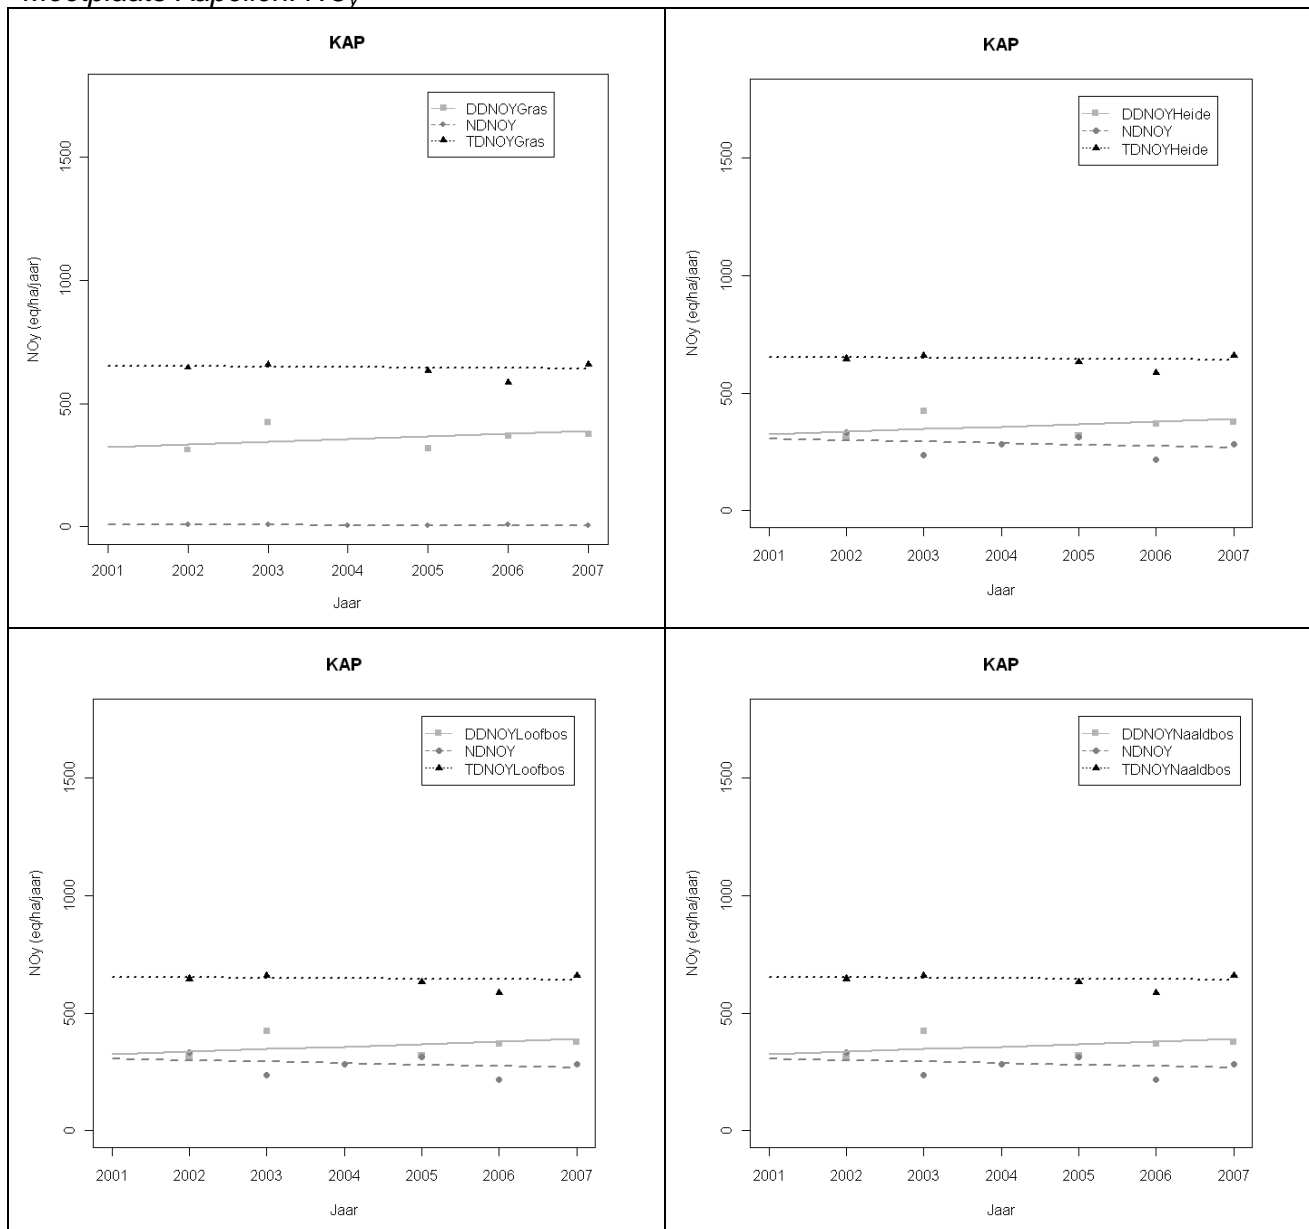 Meetplaats Kapellen: NOy
KAP
DDNOYGras
NDNOY
TDNOYGras
NOy (eq/ha/jaar)
1500
1000
500
0
2001 2002 2003 2004 2005 2006 2007
Jaar
KAP
DDNOYHeide
NDNOY
TDNOYHeide
NOy (eq/ha/jaar)
1500
1000
500
0
2001 2002 2003 2004 2005 2006 2007
Jaar
KAP
DDNOYLoofbos
NDNOY
TDNOYLoofbos
NOy (eq/ha/jaar)
1500
1000
500
0
2001 2002 2003 2004 2005 2006 2007
Jaar
KAP
DDNOYNaaldbos
NDNOY
TDNOYNaaldbos
NOy (eq/ha/jaar)
1500
1000
500
0
2001 2002 2003 2004 2005 2006 2007
Jaar